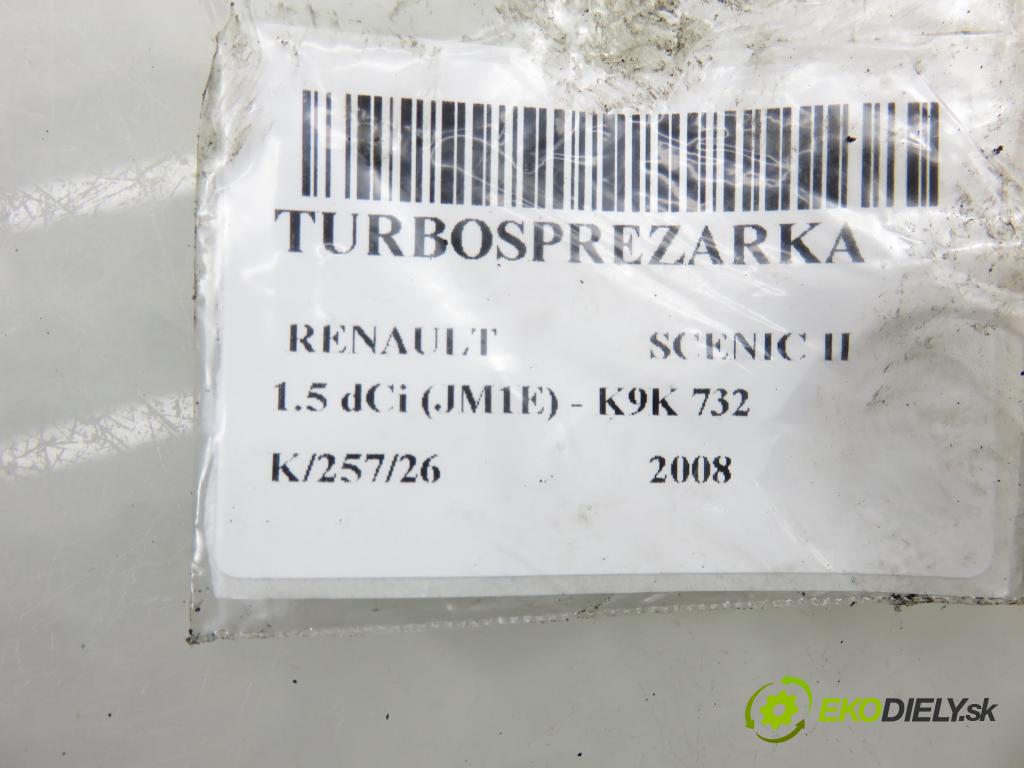 TURBOSPREZARKA
RENAULT SCENIC II
1.5 dCi (JM1E) - K9K 732
K/257/26 2008
EKODIELY.sk